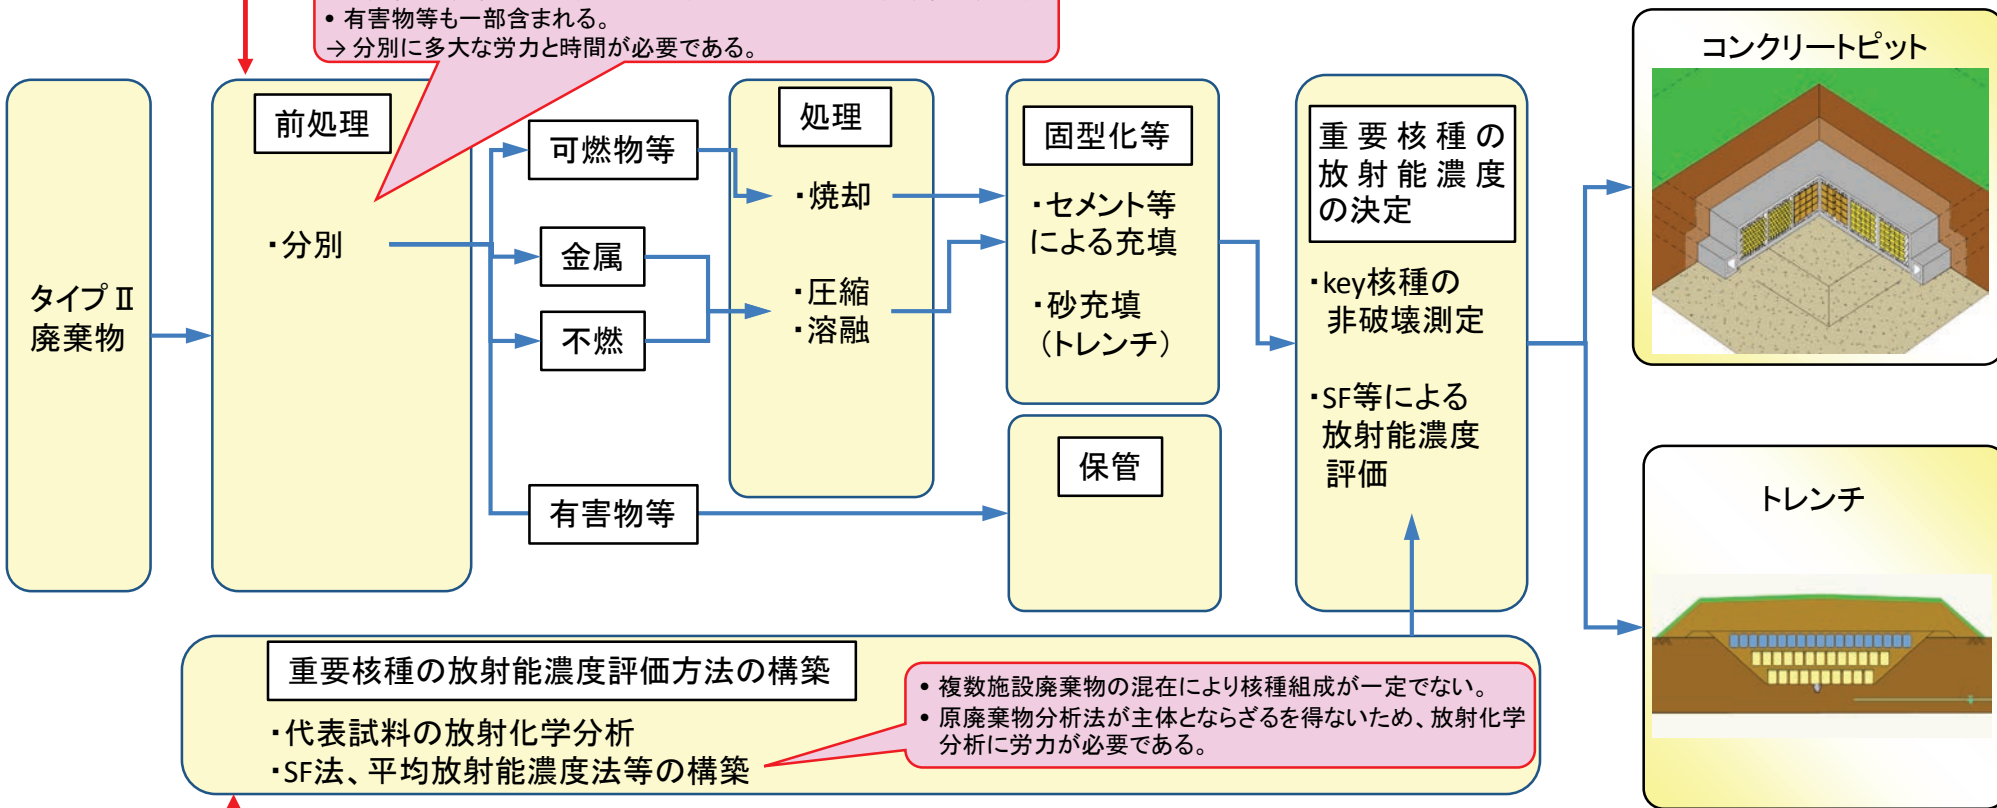 • 有害物等も一部含まれる。
→ 分別に多大な労力と時間が必要である。
タイプⅡ
廃棄物
前処理
・分別
可燃物等
金属
不燃
有害物等
処理
・焼却
・圧縮
・溶融
固型化等
・セメント等
による充填
・砂充填
（トレンチ）
保管
重要核種の
放射能濃度
の決定
・key核種の
非破壊測定
・SF等による
放射能濃度
評価
コンクリートピット
トレンチ
重要核種の放射能濃度評価方法の構築
・代表試料の放射化学分析
・SF法、平均放射能濃度法等の構築
• 複数施設廃棄物の混在により核種組成が一定でない。
• 原廃棄物分析法が主体とならざるを得ないため、放射化学
分析に労力が必要である。